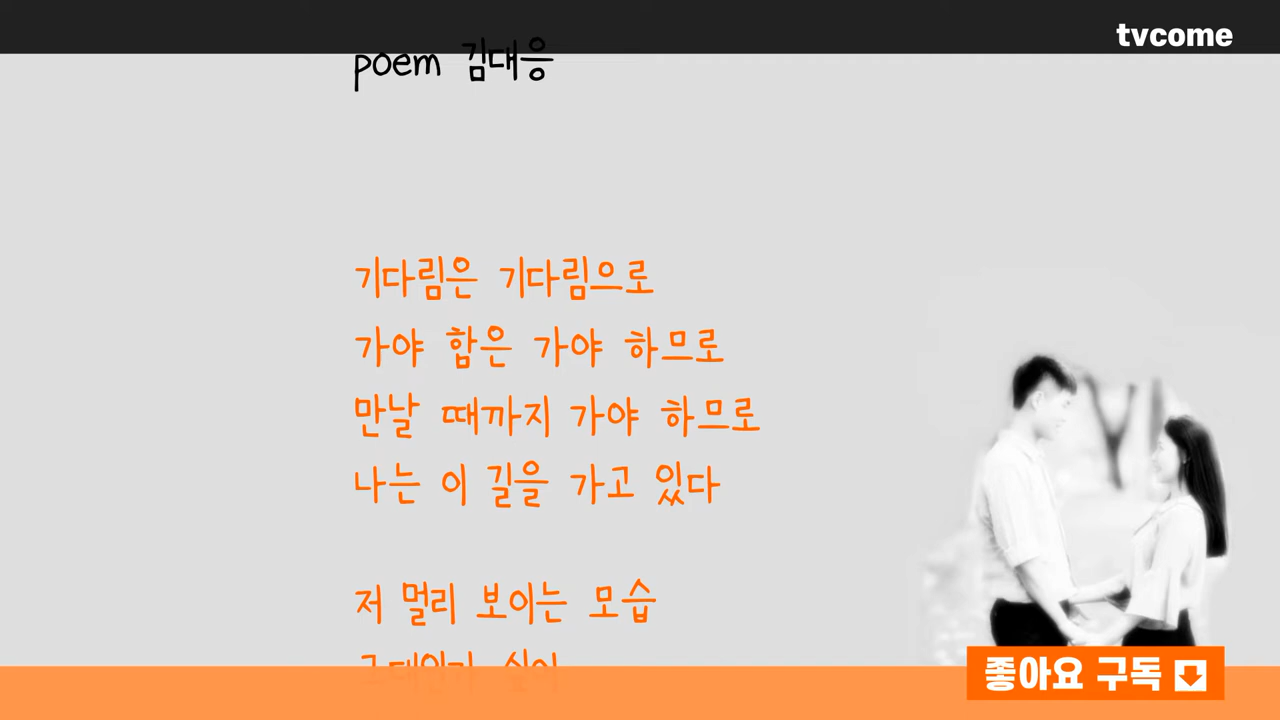 tvcome
poem 김대응
기다림은 기다림으로
가야 함은 가야 하므로
만날 때까지 가야 하므로
나는 이 길을 가고 있다
저 멀리 보이는 모습
좋아요 구독